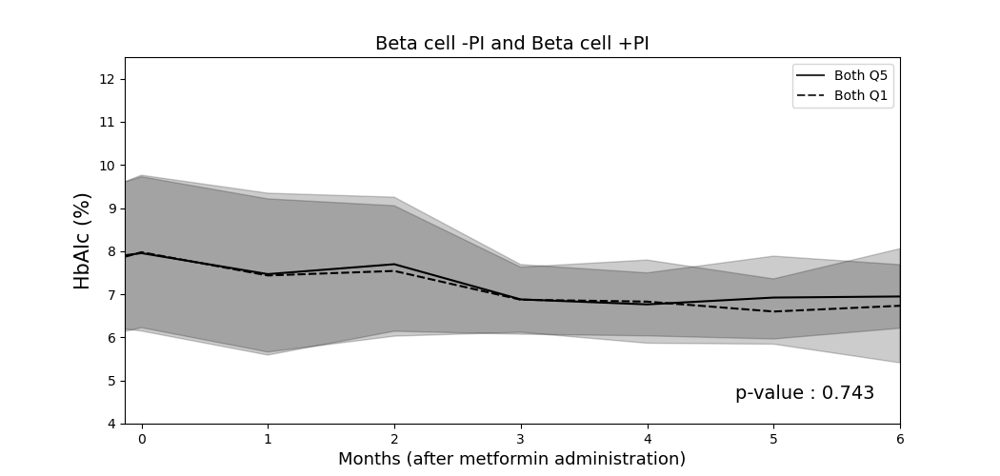 Beta cell -PI and Beta cell +PI
12
11
10
9
8
7
6
5
4
HbAIc (%)
Both Q5
Both Q1
p-value : 0.743
0 1 2 3 4 5 6
Months (after metformin administration)